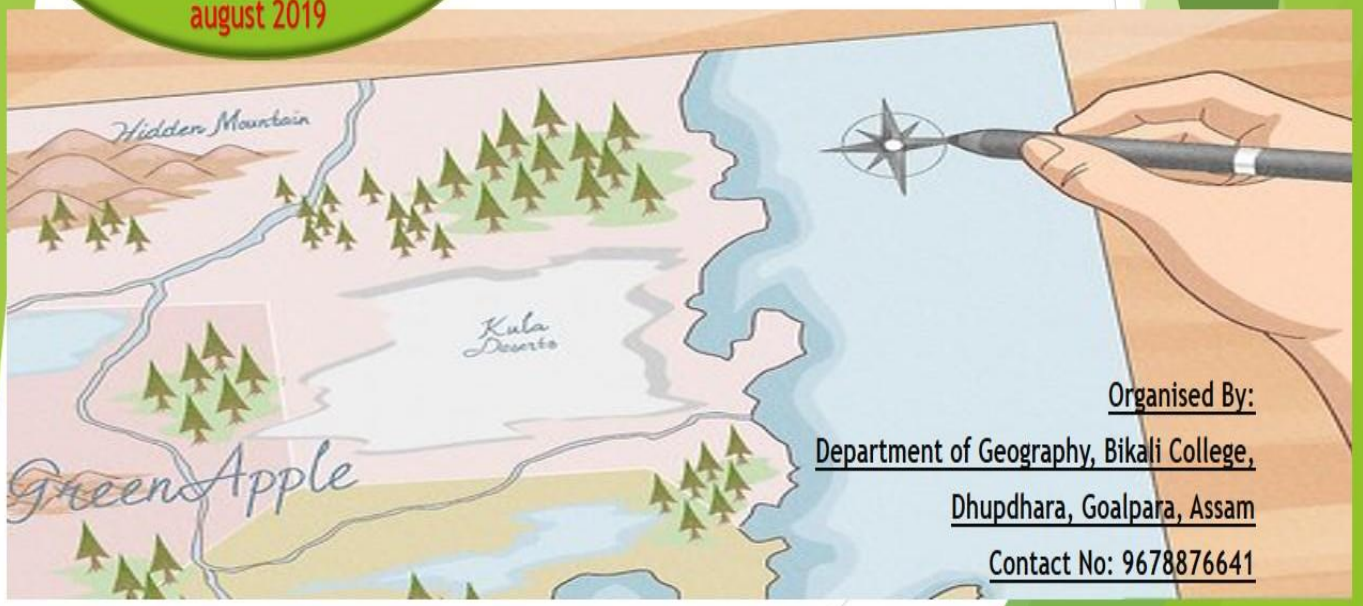 august 2019
Hidden Mountain
Kula
Deserto
Green Apple
Organised By:
Department of Geography, Bikali College,
Dhupdhara, Goalpara, Assam
Contact No: 9678876641